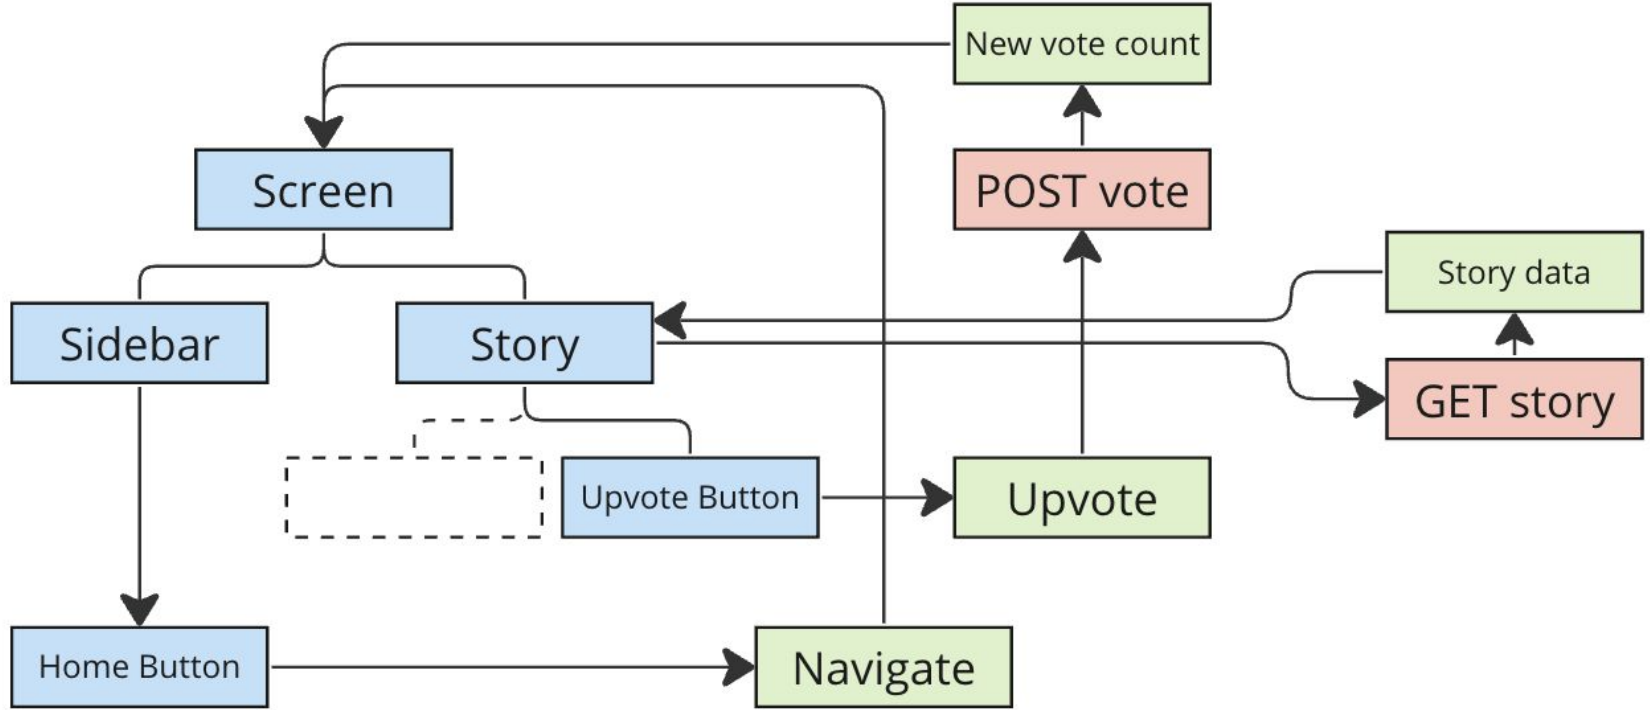 New vote count
Screen
POST vote
Story data
Sidebar
Story
GET story
Upvote Button
Upvote
Home Button
Navigate